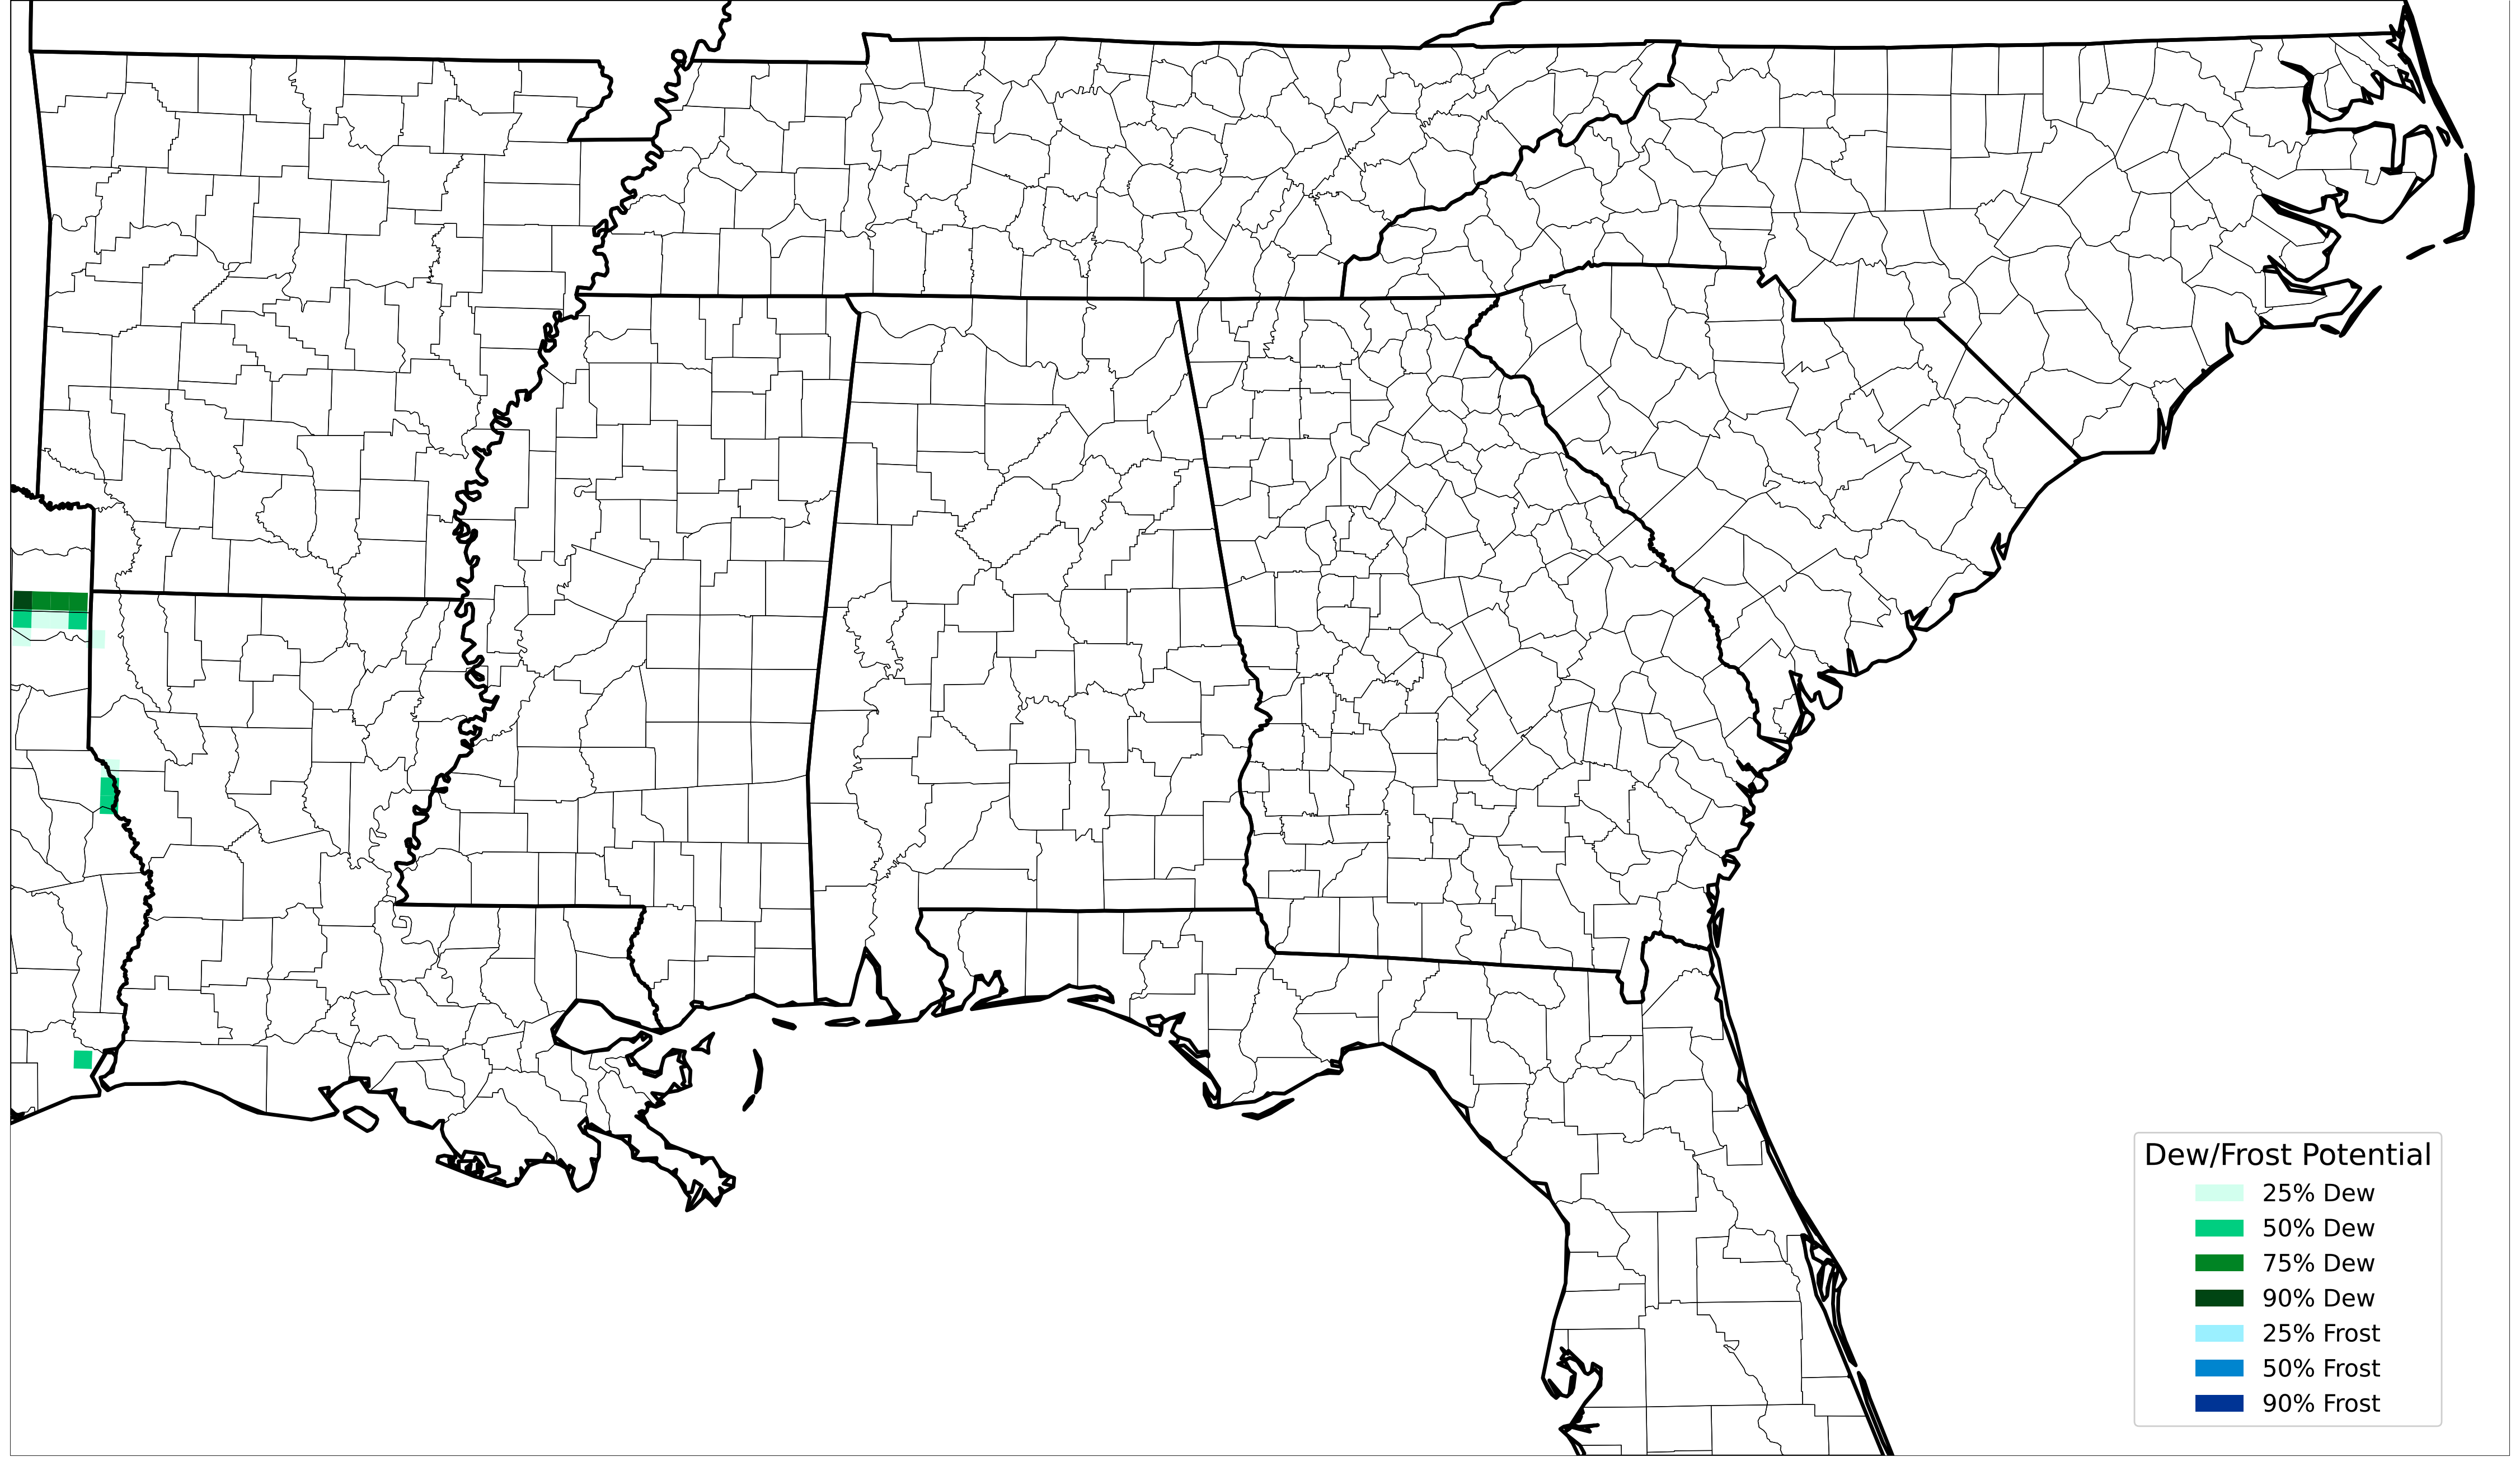 Dew/Frost Potential
25% Dew
50% Dew
75% Dew
90% Dew
25% Frost
50% Frost
90% Frost